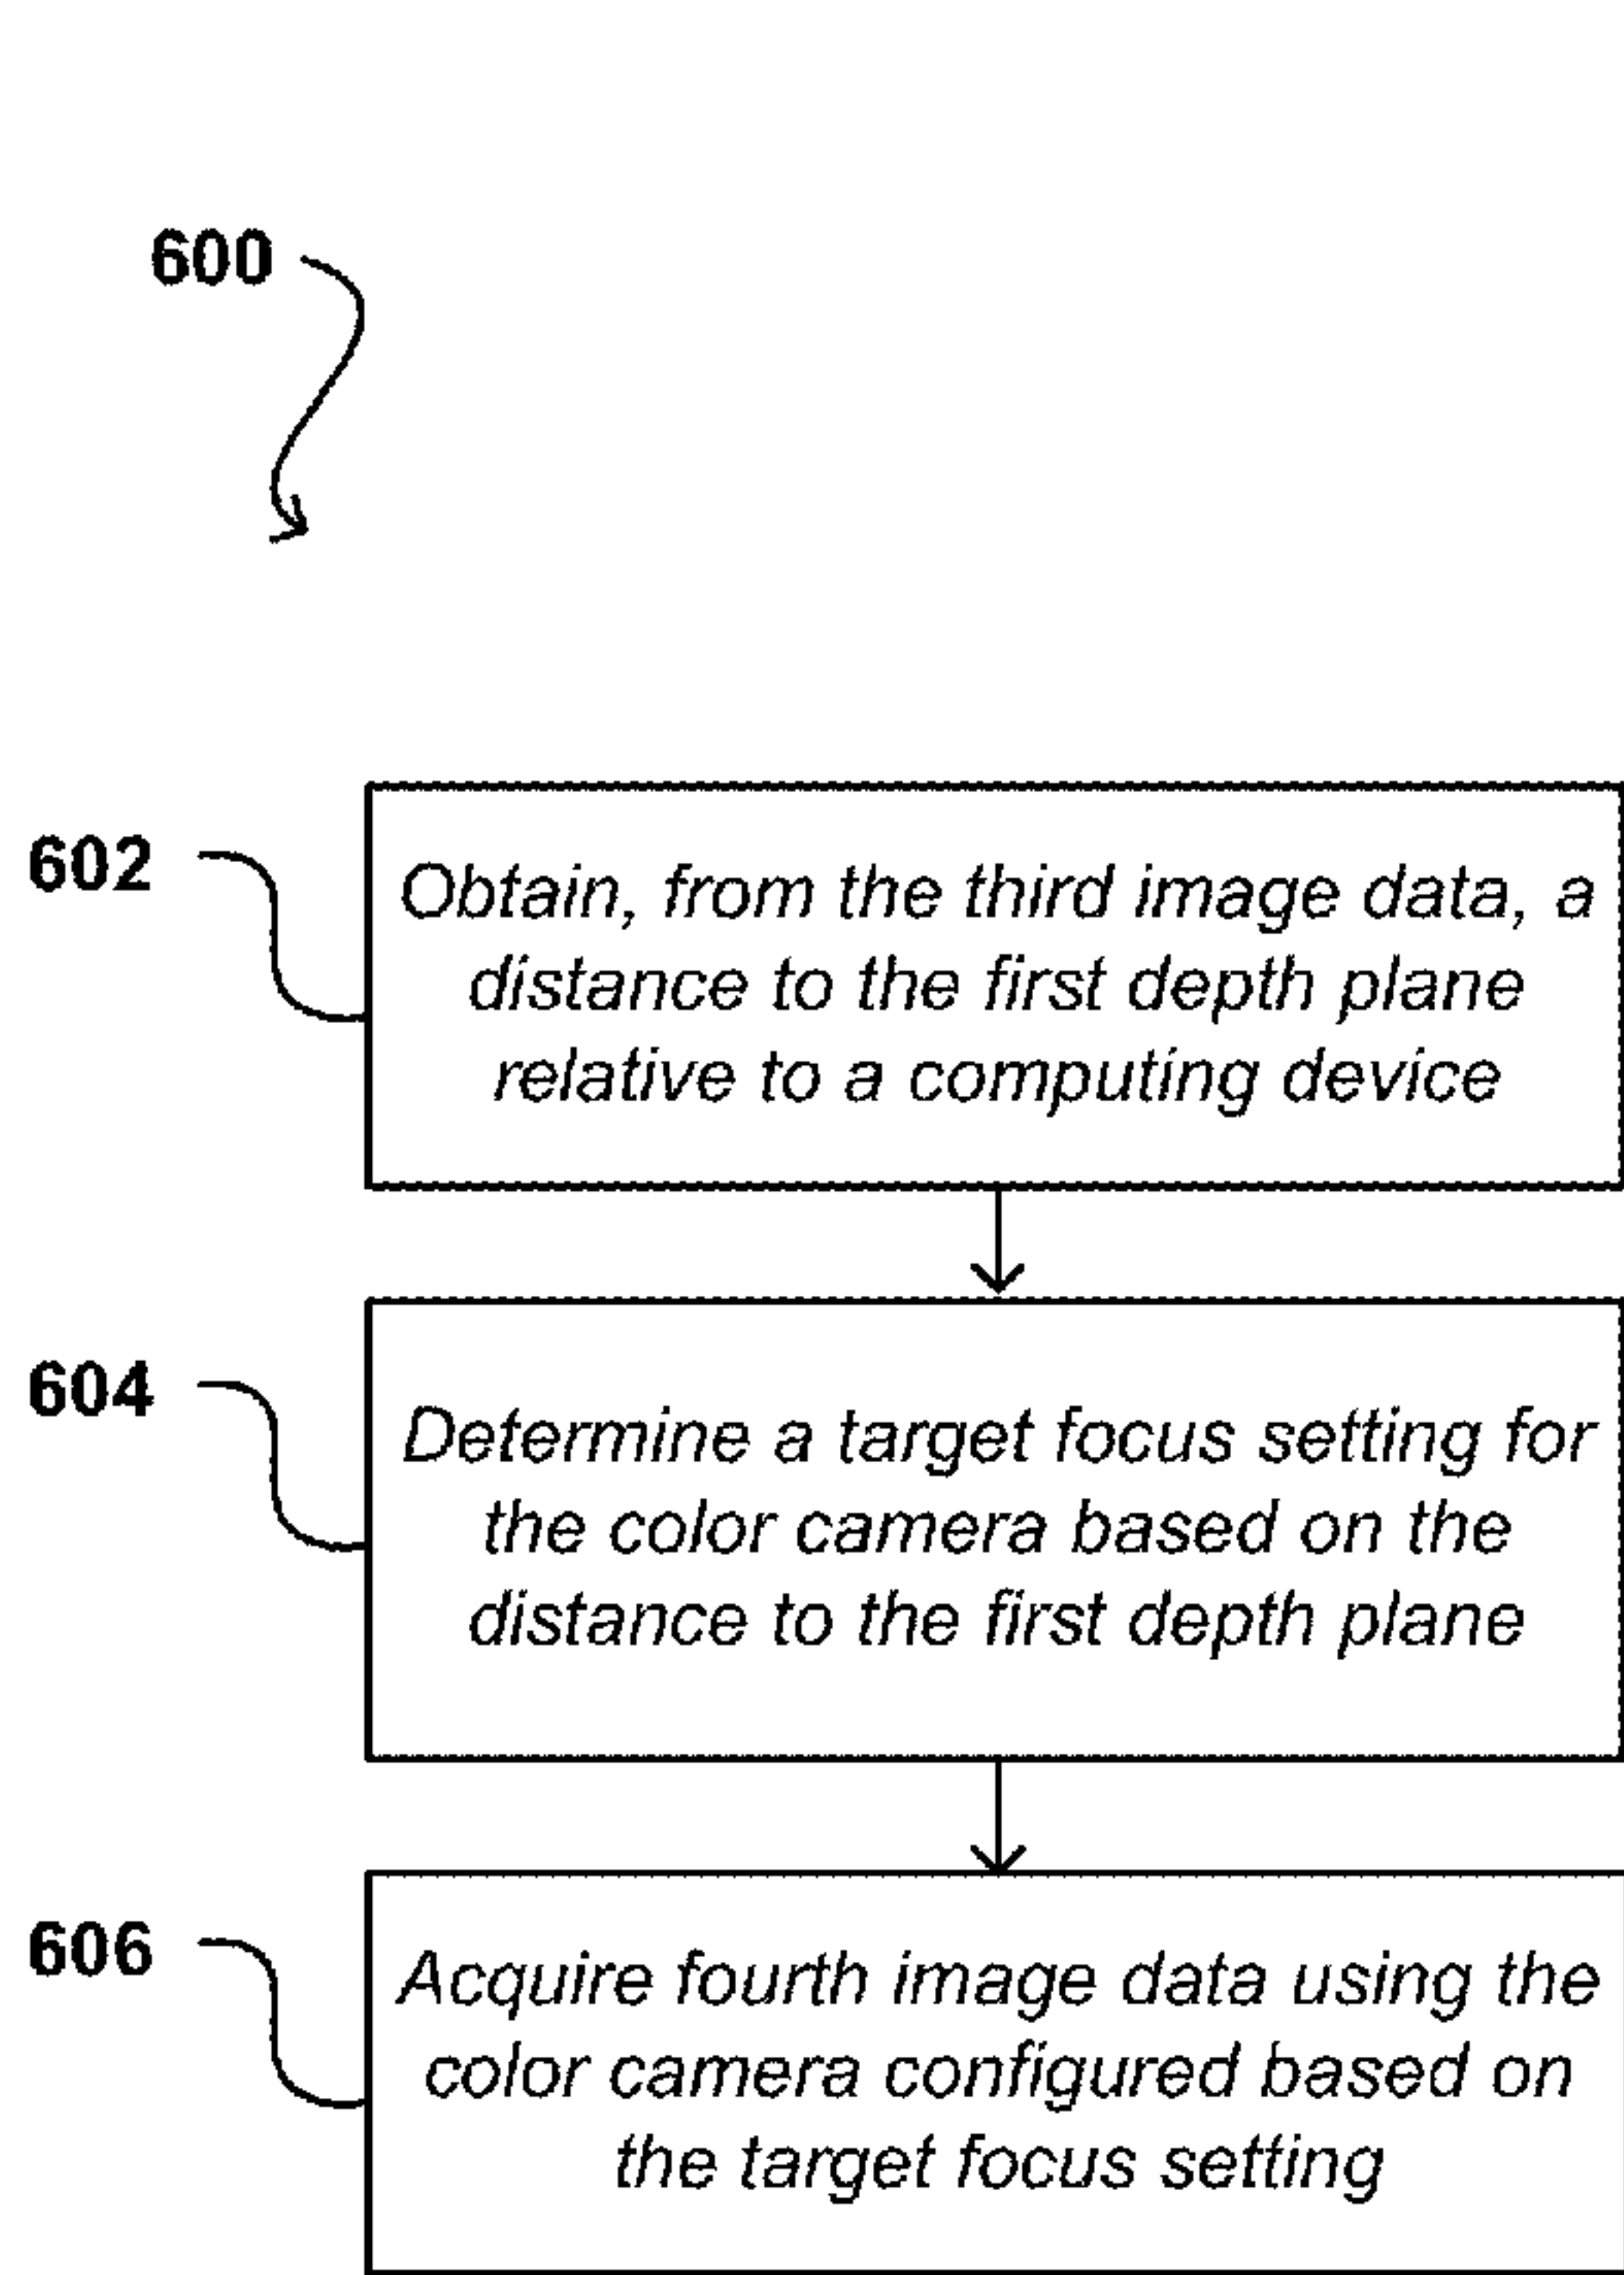 600
602
Obtain, from the third image data, a
distance to the first depth plane
relative to a computing device
604
Determine a target focus setting for
the color camera based on the
distance to the first depth plane
606
Acquire fourth image data using the
color camera configured based on
the target focus setting